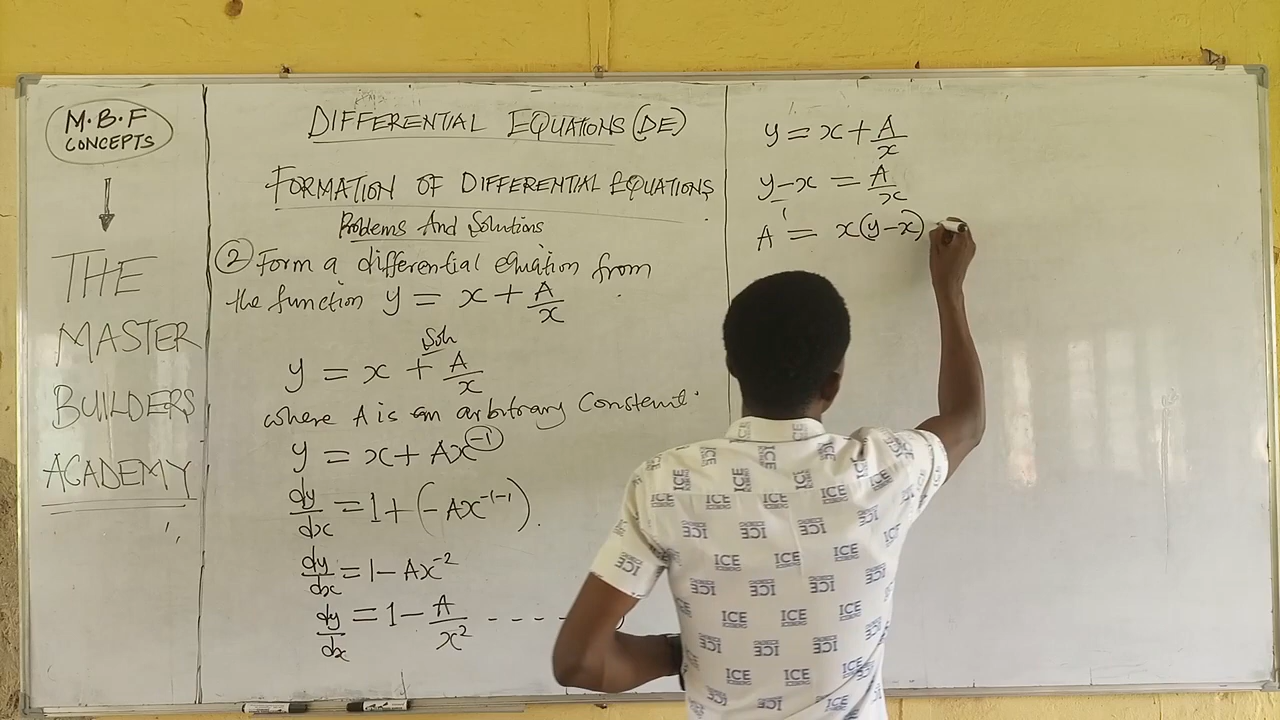 M.B.F
CONCEPTS
THE
MASTER
BUILDERS
ACADEMY
DIFFERENTIAL EQUATIONS (DE)
FORMATION OF DIFFERENTIAL EQUATIONS
Problems And Solutions
② Form a differential equation from
the function y = x + A/x
Soln
y = x + A/x
where A is an arbitrary Constant.
y = x + Ax^-1
dy/dx = 1 + (-Ax^-1-1).
dy/dx = 1 - Ax^-2
dy/dx = 1 - A/x^2 - - - -
y = x + A/x
y - x = A/x
A = x(y-x)
ICE